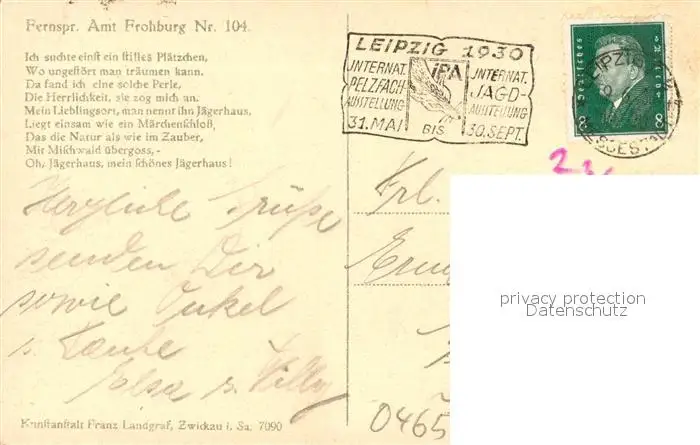 Fernspr. Amt Frohburg Nr. 104.
Ich suchte einst ein stilles Plätzchen,
Wo ungestört man träumen kann.
Da fand ich eine solche Perle,
Die Herrlichkeit, sie zog mich an.
Mein Lieblingsort, man nennt ihn Jägerhaus,
Liegt einsam wie ein Märchenschloß,
Das die Natur als wie im Zauber,
Mit Mischwald übergoss, -
Oh, Jägerhaus, mein schönes Jägerhaus!
Herzliche Grüße
senden Dir
sowie Onkel
u. Tante
Elsa u. Willy
Kunstanstalt Franz Landgraf, Zwickau i. Sa. 7090
LEIPZIG 1930
INTERNAT.
PELZFACH-
AUSSTELLUNG
31. MAI
IPA
BIS
INTERNAT.
JAGD-
AUSSTELLUNG
30. SEPT.
Deutsches Reich
8 8
LEIPZIG
Frl.
privacy protection
Datenschutz
0465